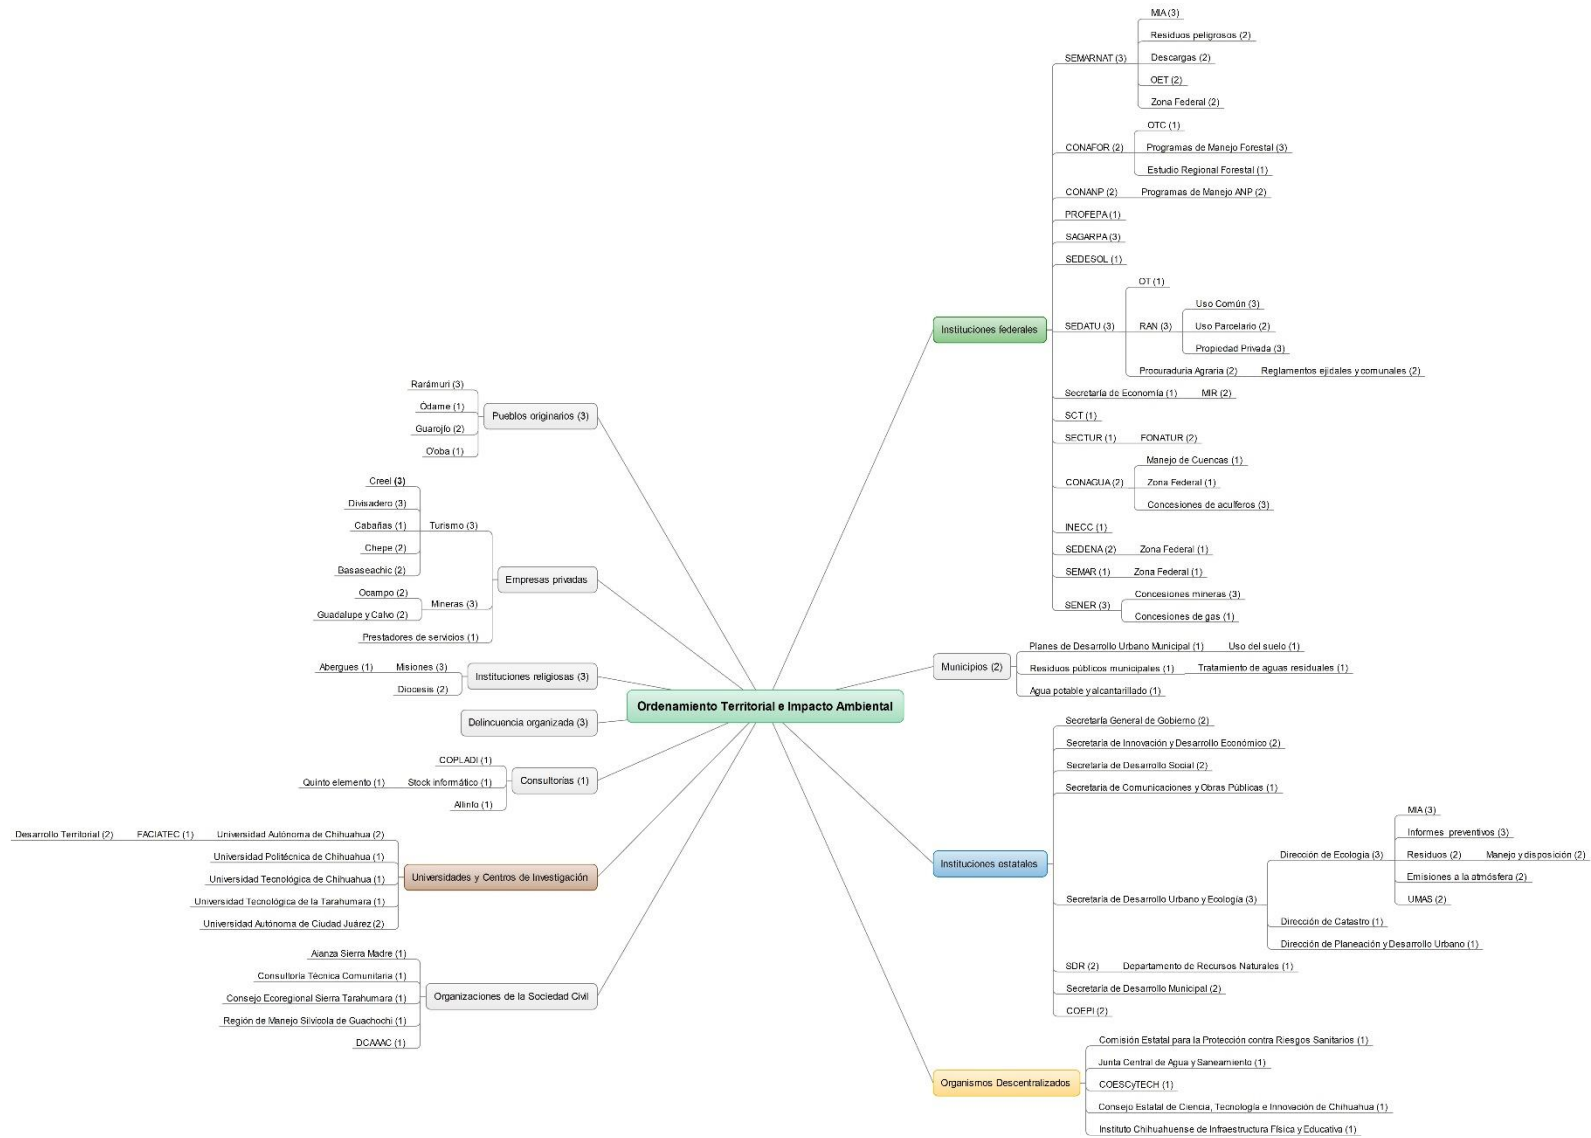 Ordenamiento Territorial e Impacto Ambiental
Instituciones federales
SEMARNAT (3)
MIA (3)
Residuos peligrosos (2)
Descargas (2)
OET (2)
Zona Federal (2)
CONAFOR (2)
OTC (1)
Programas de Manejo Forestal (3)
Estudio Regional Forestal (1)
CONANP (2)
Programas de Manejo ANP (2)
PROFEPA (1)
SAGARPA (3)
SEDESOL (1)
SEDATU (3)
OT (1)
RAN (3)
Uso Común (3)
Uso Parcelario (2)
Propiedad Privada (3)
Procuraduría Agraria (2)
Reglamentos ejidales y comunales (2)
Secretaría de Economía (1)
MIR (2)
SCT (1)
SECTUR (1)
FONATUR (2)
CONAGUA (2)
Manejo de Cuencas (1)
Zona Federal (1)
Concesiones de acuíferos (3)
INECC (1)
SEDENA (2)
Zona Federal (1)
SEMAR (1)
Zona Federal (1)
SENER (3)
Concesiones mineras (3)
Concesiones de gas (1)
Municipios (2)
Planes de Desarrollo Urbano Municipal (1)
Uso del suelo (1)
Residuos públicos municipales (1)
Tratamiento de aguas residuales (1)
Agua potable y alcantarillado (1)
Instituciones estatales
Secretaría General de Gobierno (2)
Secretaría de Innovación y Desarrollo Económico (2)
Secretaría de Desarrollo Social (2)
Secretaría de Comunicaciones y Obras Públicas (1)
Secretaría de Desarrollo Urbano y Ecología (3)
Dirección de Ecología (3)
MIA (3)
Informes preventivos (3)
Residuos (2)
Manejo y disposición (2)
Emisiones a la atmósfera (2)
UMAS (2)
Dirección de Catastro (1)
Dirección de Planeación y Desarrollo Urbano (1)
SDR (2)
Departamento de Recursos Naturales (1)
Secretaría de Desarrollo Municipal (2)
COEPI (2)
Organismos Descentralizados
Comisión Estatal para la Protección contra Riesgos Sanitarios (1)
Junta Central de Agua y Saneamiento (1)
COESCyTECH (1)
Consejo Estatal de Ciencia, Tecnología e Innovación de Chihuahua (1)
Instituto Chihuahuense de Infraestructura Física y Educativa (1)
Pueblos originarios (3)
Rarámuri (3)
Ódame (1)
Guarojío (2)
O'oba (1)
Empresas privadas
Turismo (3)
Creel (3)
Divisadero (3)
Cabañas (1)
Chepe (2)
Basaseachic (2)
Mineras (3)
Ocampo (2)
Guadalupe y Calvo (2)
Prestadores de servicios (1)
Instituciones religiosas (3)
Misiones (3)
Abergues (1)
Diocesis (2)
Delincuencia organizada (3)
Consultorías (1)
COPLADI (1)
Stock informático (1)
Quinto elemento (1)
Allinfo (1)
Universidades y Centros de Investigación
Universidad Autónoma de Chihuahua (2)
FACIATEC (1)
Desarrollo Territorial (2)
Universidad Politécnica de Chihuahua (1)
Universidad Tecnológica de Chihuahua (1)
Universidad Tecnológica de la Tarahumara (1)
Universidad Autónoma de Ciudad Juárez (2)
Organizaciones de la Sociedad Civil
Aianza Sierra Madre (1)
Consultoría Técnica Comunitaria (1)
Consejo Ecoregional Sierra Tarahumara (1)
Región de Manejo Silvícola de Guachochi (1)
DCAAAC (1)